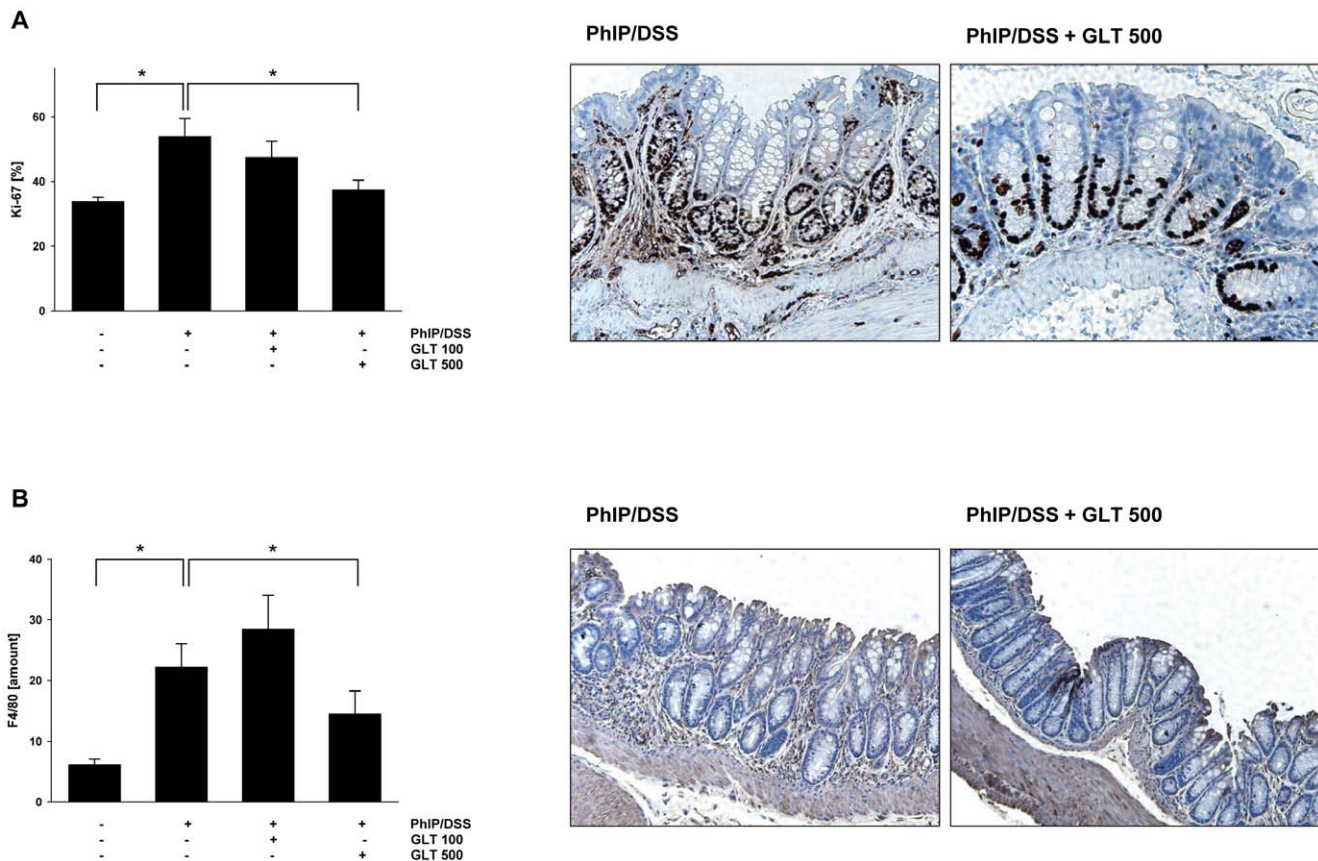 A
PhIP/DSS
PhIP/DSS + GLT 500
* *
60
40
20
0
Ki-67 [%]
- + + + PhIP/DSS
- - + - GLT 100
- - - + GLT 500
B
PhIP/DSS
PhIP/DSS + GLT 500
* *
40
30
20
10
0
F4/80 [amount]
- + + + PhIP/DSS
- - + - GLT 100
- - - + GLT 500